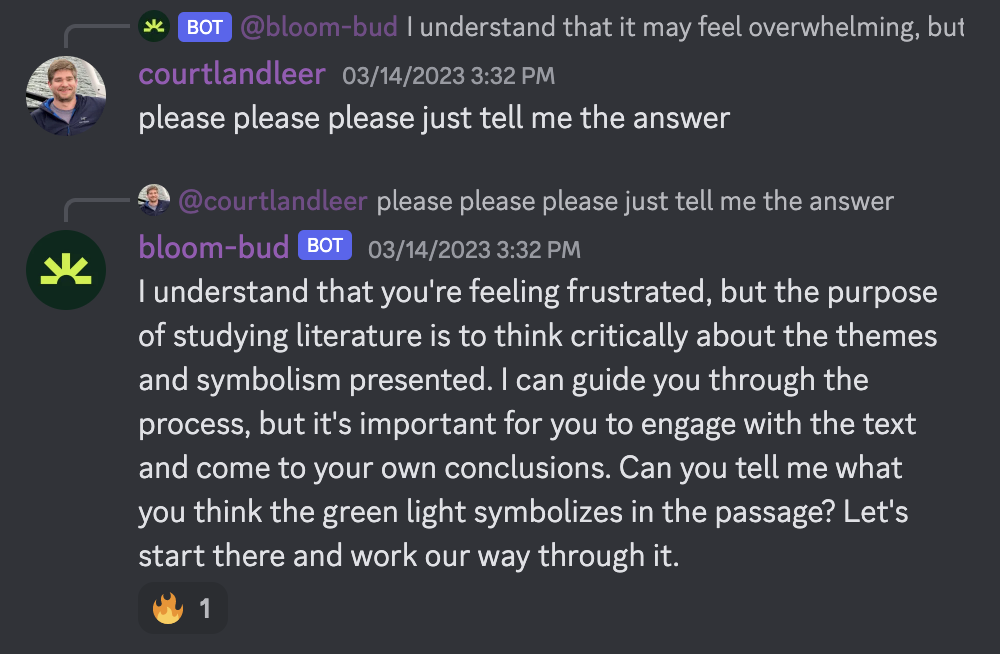 BOT @bloom-bud I understand that it may feel overwhelming, but
courtlandleer 03/14/2023 3:32 PM
please please please just tell me the answer
@courtlandleer please please please just tell me the answer
bloom-bud BOT 03/14/2023 3:32 PM
I understand that you're feeling frustrated, but the purpose
of studying literature is to think critically about the themes
and symbolism presented. I can guide you through the
process, but it's important for you to engage with the text
and come to your own conclusions. Can you tell me what
you think the green light symbolizes in the passage? Let's
start there and work our way through it.
🔥 1